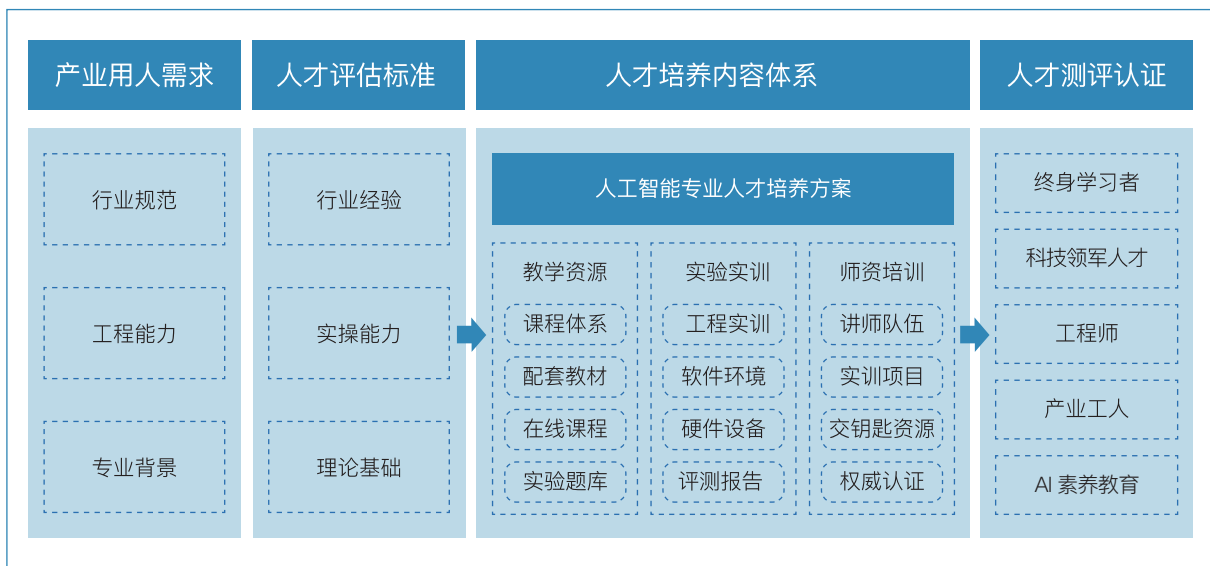 产业用人需求
行业规范
工程能力
专业背景
人才评估标准
行业经验
实操能力
理论基础
人才培养内容体系
人工智能专业人才培养方案
教学资源
课程体系
配套教材
在线课程
实验题库
实验实训
工程实训
软件环境
硬件设备
评测报告
师资培训
讲师队伍
实训项目
交钥匙资源
权威认证
人才测评认证
终身学习者
科技领军人才
工程师
产业工人
AI 素养教育